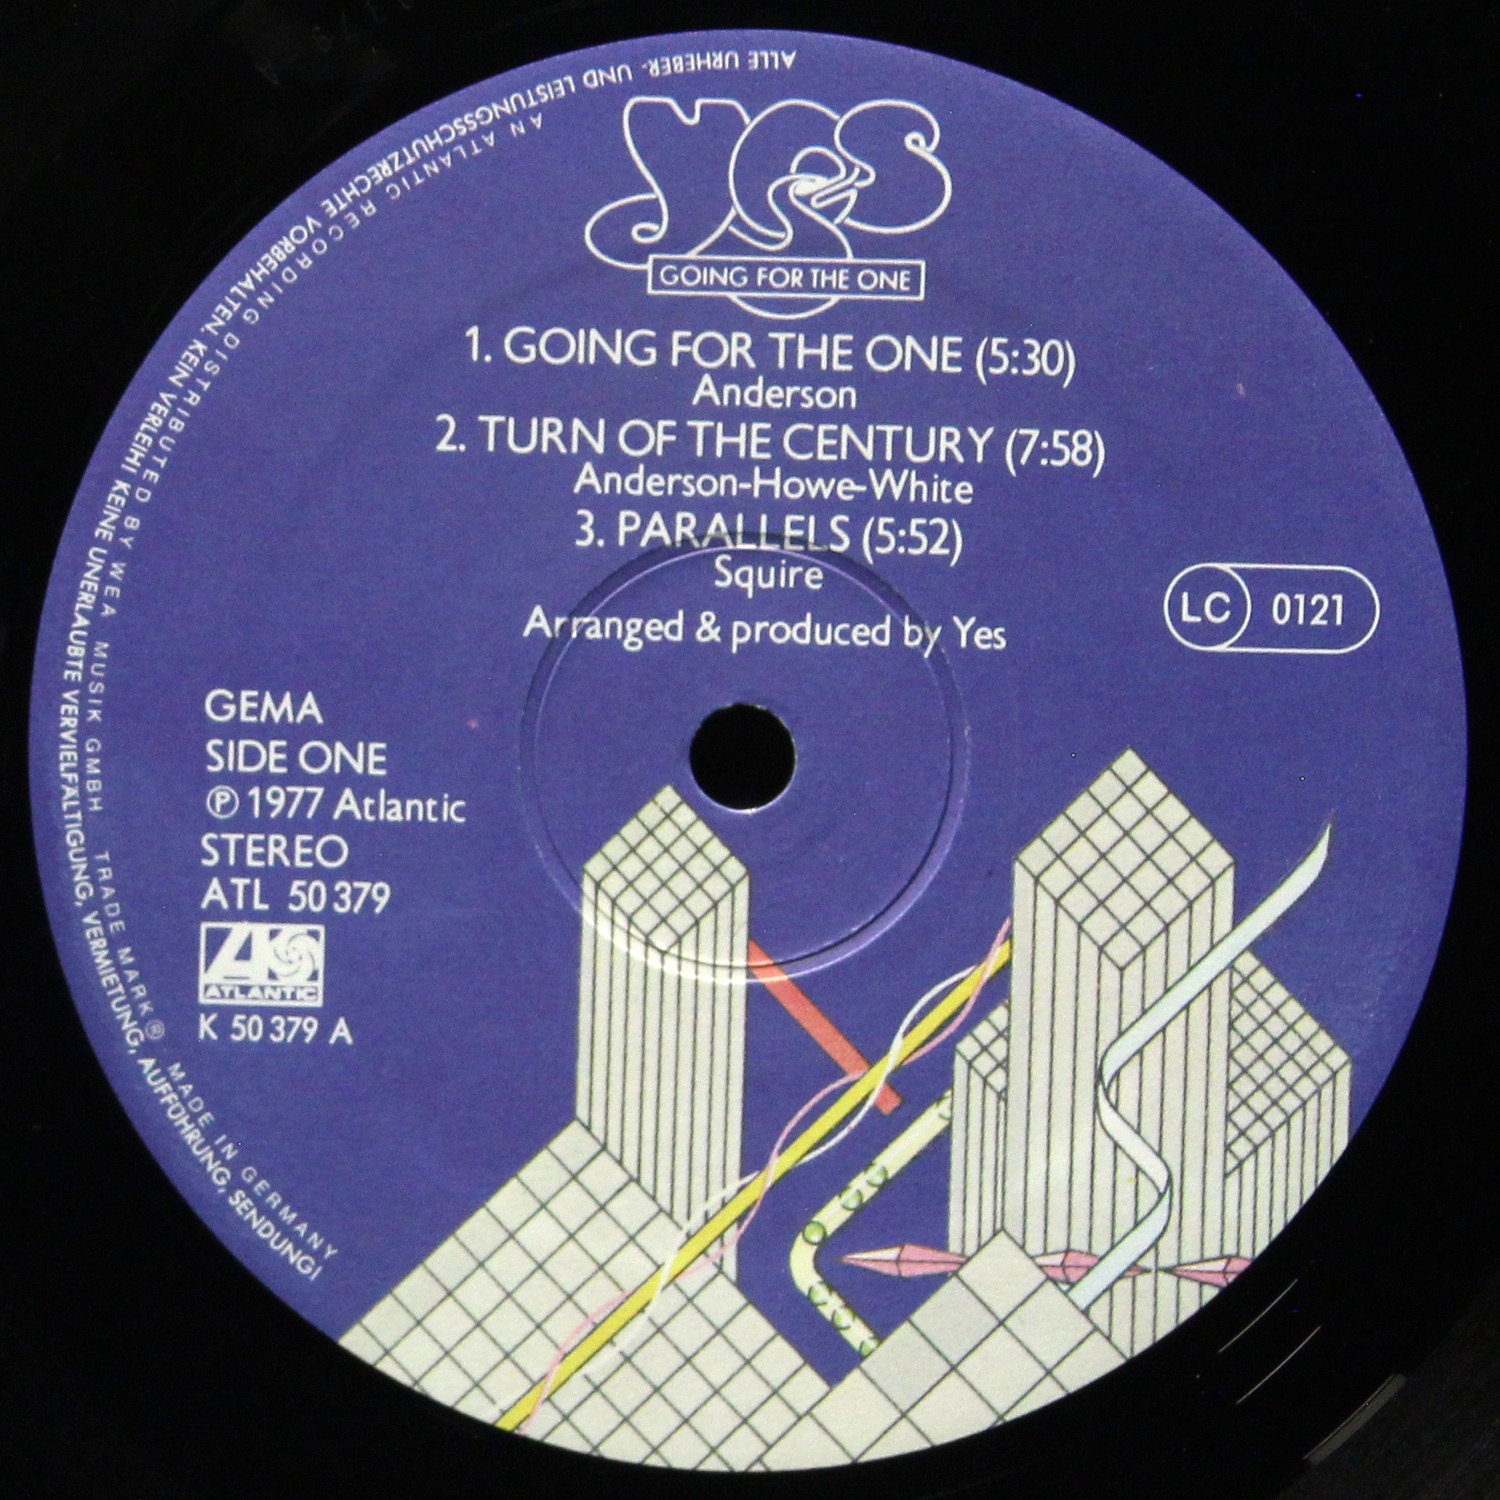 YES
GOING FOR THE ONE
1. GOING FOR THE ONE (5:30)
Anderson
2. TURN OF THE CENTURY (7:58)
Anderson-Howe-White
3. PARALLELS (5:52)
Squire
Arranged & produced by Yes
LC 0121
GEMA
SIDE ONE
℗ 1977 Atlantic
STEREO
ATL 50 379
ATLANTIC
K 50 379 A
ALLE URHEBER- UND LEISTUNGSSCHUTZRECHTE VORBEHALTEN. KEIN VERLEIH! KEINE UNERLAUBTE VERVIELFÄLTIGUNG, VERMIETUNG, AUFFÜHRUNG, SENDUNG!
AN ATLANTIC RECORDING DISTRIBUTED BY WEA MUSIK GMBH TRADE MARK ® MADE IN GERMANY